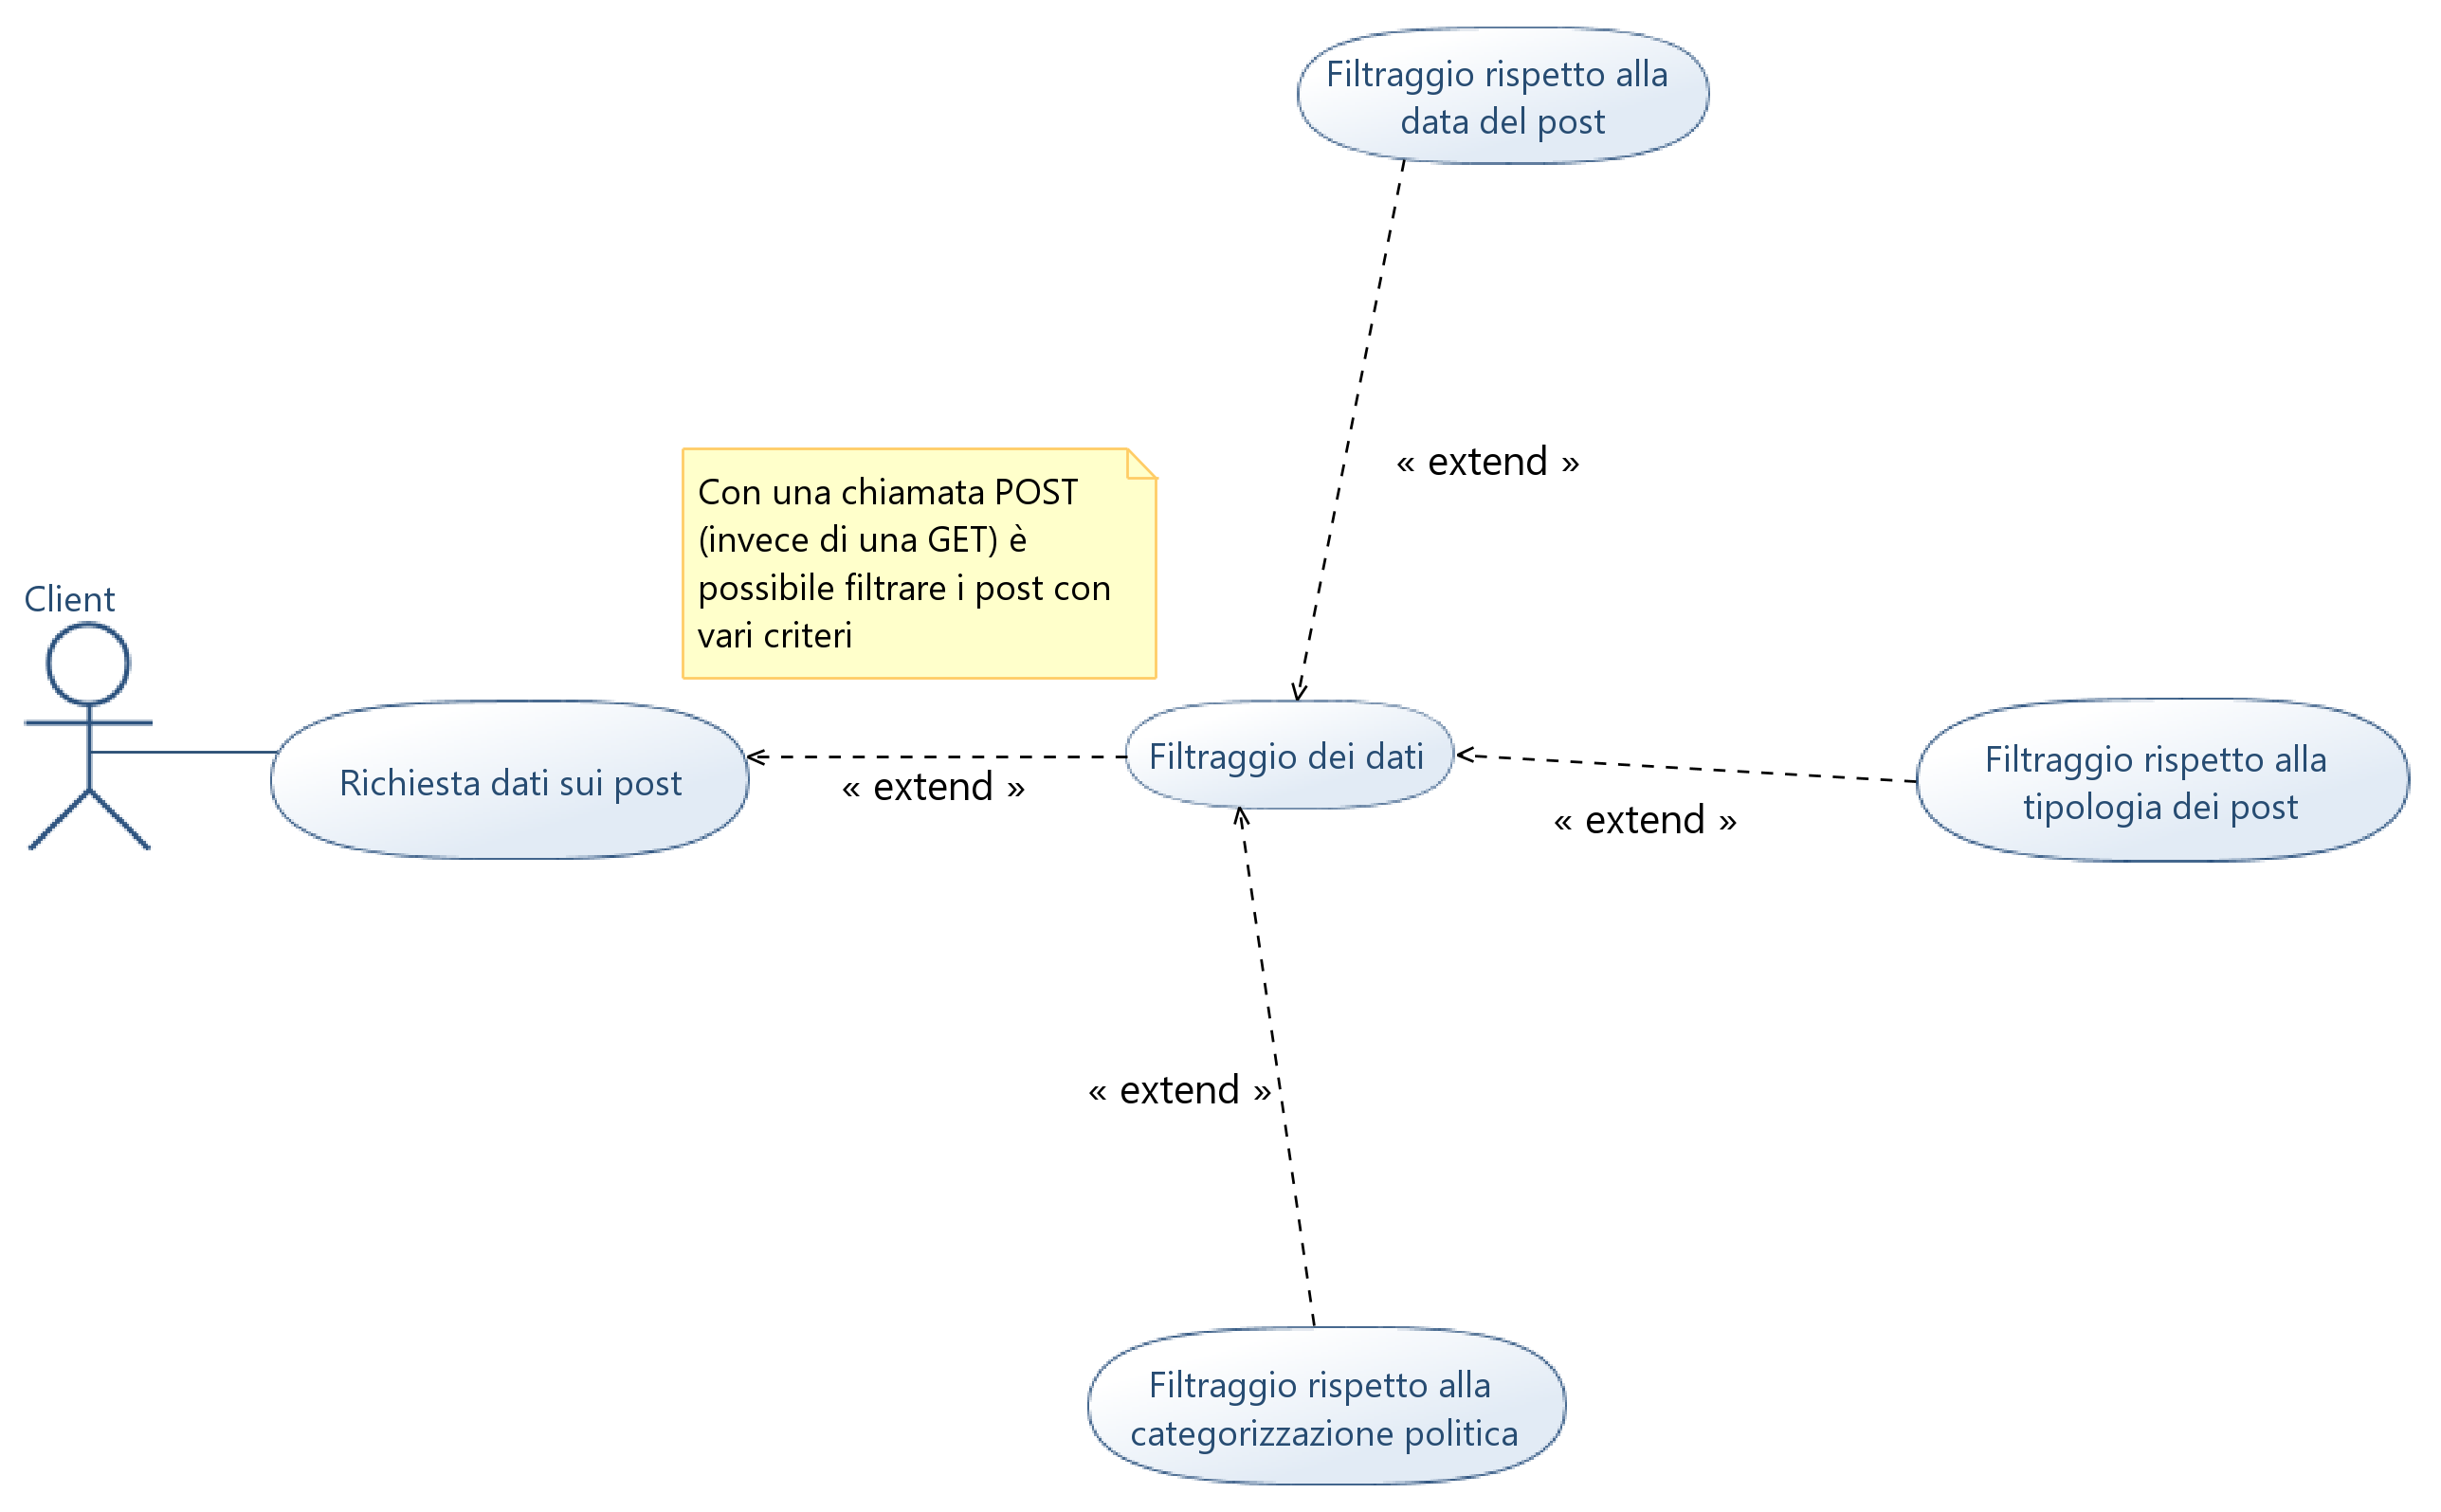 Filtraggio rispetto alla
data del post
« extend »
Con una chiamata POST
(invece di una GET) è
possibile filtrare i post con
vari criteri
Client
Richiesta dati sui post
« extend »
Filtraggio dei dati
« extend »
Filtraggio rispetto alla
tipologia dei post
« extend »
Filtraggio rispetto alla
categorizzazione politica